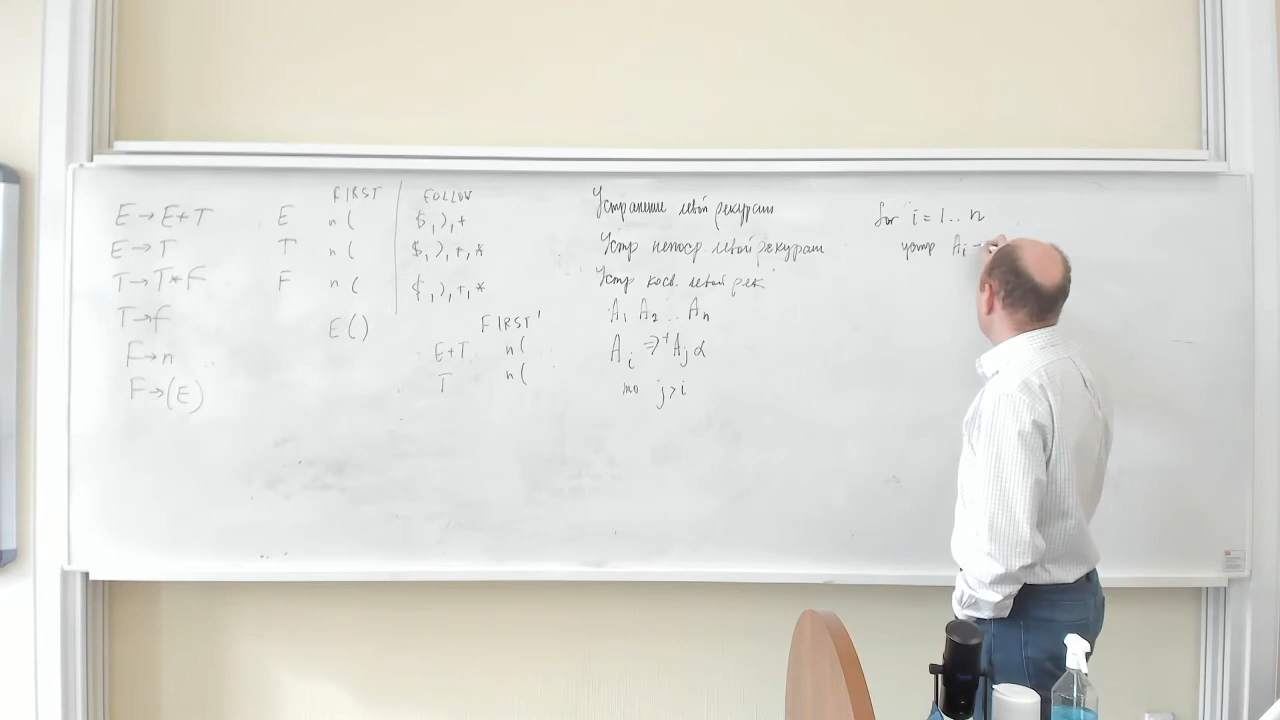 E → E+T
E → T
T → T*F
T → F
F → n
F → (E)
FIRST FOLLOW
E n ( $, ), +
T n ( $, ), +, *
F n ( $, ), +, *
E()
FIRST'
E+T n (
T n (
Устранение левой рекурсии
Устр непоср левой рекурсии
Устр косв. левой рек
A₁ A₂ .. Aₙ
Aᵢ ⇒⁺ Aⱼα
то j > i
for i = 1 .. n
устр Aᵢ →